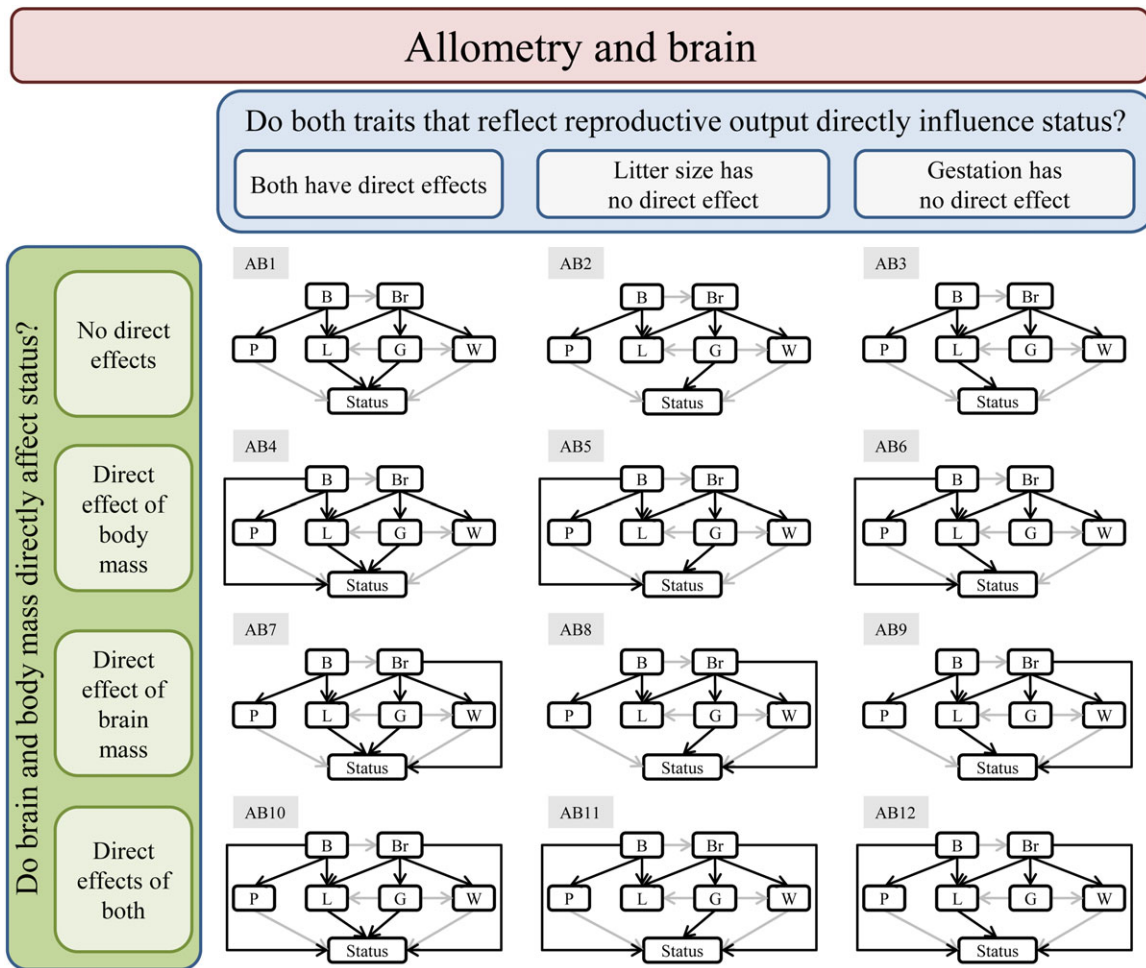 Allometry and brain
Do both traits that reflect reproductive output directly influence status?
Both have direct effects
Litter size has
no direct effect
Gestation has
no direct effect
Do brain and body mass directly affect status?
No direct
effects
AB1
B Br
P L G W
Status
AB2
B Br
P L G W
Status
AB3
B Br
P L G W
Status
Direct
effect of
body
mass
AB4
B Br
P L G W
Status
AB5
B Br
P L G W
Status
AB6
B Br
P L G W
Status
Direct
effect of
brain
mass
AB7
B Br
P L G W
Status
AB8
B Br
P L G W
Status
AB9
B Br
P L G W
Status
Direct
effects of
both
AB10
B Br
P L G W
Status
AB11
B Br
P L G W
Status
AB12
B Br
P L G W
Status